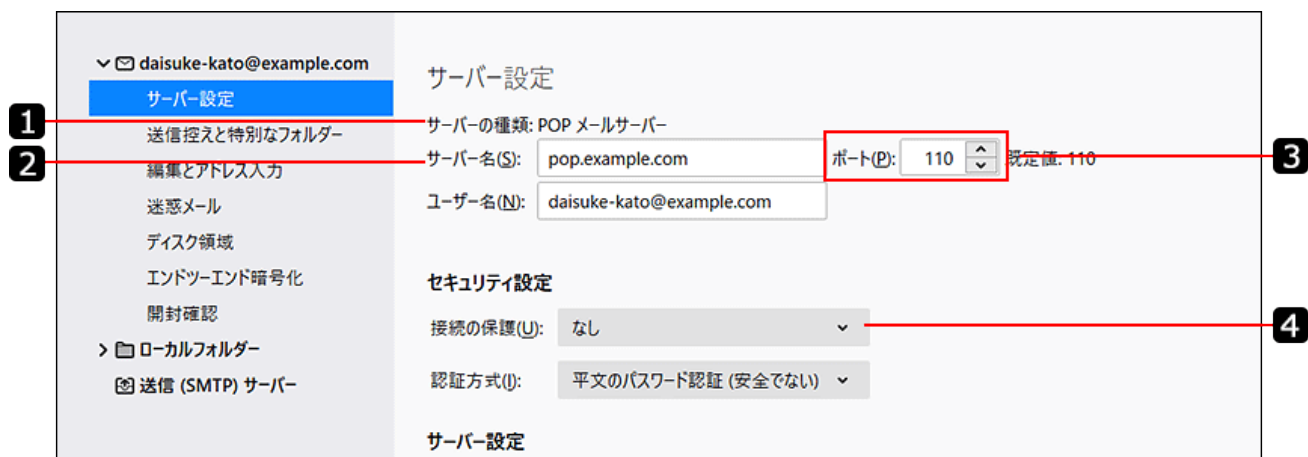 daisuke-kato@example.com
サーバー設定
送信控えと特別なフォルダー
編集とアドレス入力
迷惑メール
ディスク領域
エンドツーエンド暗号化
開封確認
ローカルフォルダー
送信 (SMTP) サーバー
サーバー設定
1 サーバーの種類: POP メールサーバー
2 サーバー名(S): pop.example.com ポート(P): 110 既定値: 110 3
ユーザー名(N): daisuke-kato@example.com
セキュリティ設定
接続の保護(U): なし 4
認証方式(I): 平文のパスワード認証 (安全でない)
サーバー設定